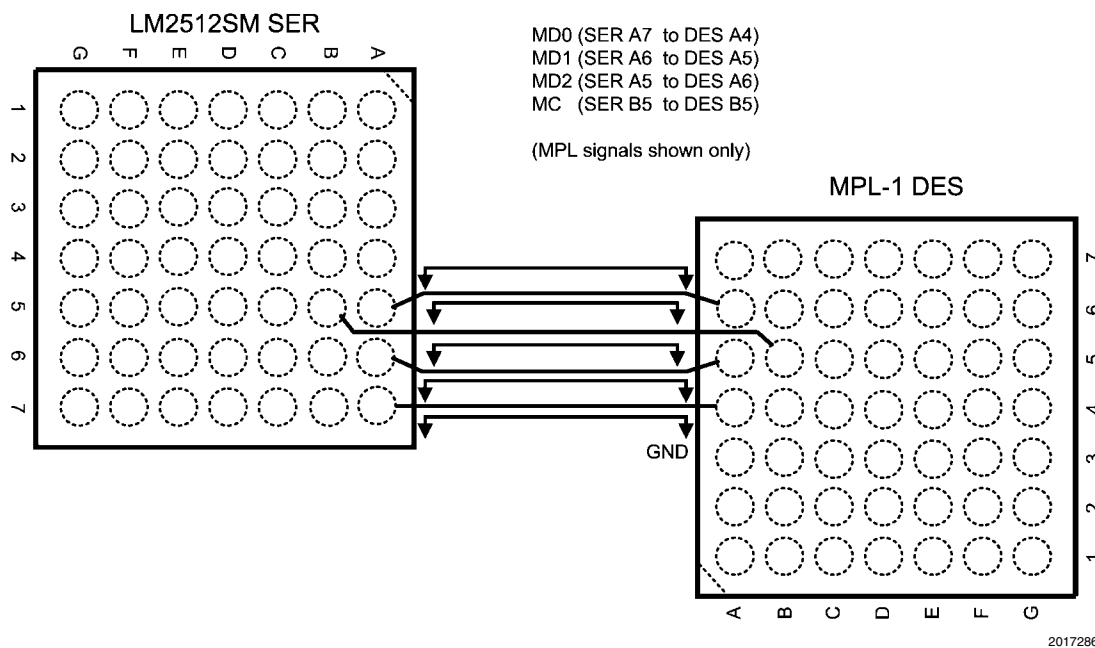 LM2512SM SER
G F E D C B A
1
2
3
4
5
6
7
MD0 (SER A7 to DES A4)
MD1 (SER A6 to DES A5)
MD2 (SER A5 to DES A6)
MC (SER B5 to DES B5)
(MPL signals shown only)
MPL-1 DES
7
6
5
4
3
2
1
GND
A B C D E F G
2017286